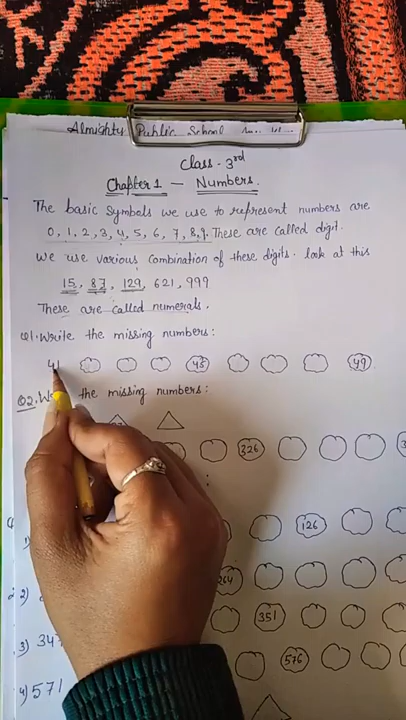 Almighty Public School
Class - 3rd
Chapter 1 - Numbers.
The basic symbols we use to represent numbers are
0, 1, 2, 3, 4, 5, 6, 7, 8, 9. These are called digit.
We use various combination of these digits. look at this
15, 87, 129, 621, 999
These are called numerals.
Q1. Write the missing numbers:
41 45 49
Q2. the missing numbers:
326
:
1) 126
2) 264
351
3) 347 576
4) 571